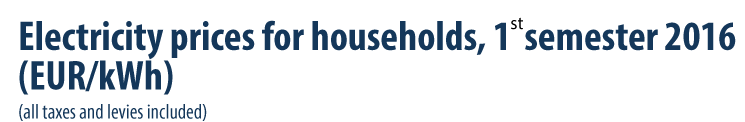 Electricity prices for households, 1st semester 2016
(EUR/kWh)
(all taxes and levies included)